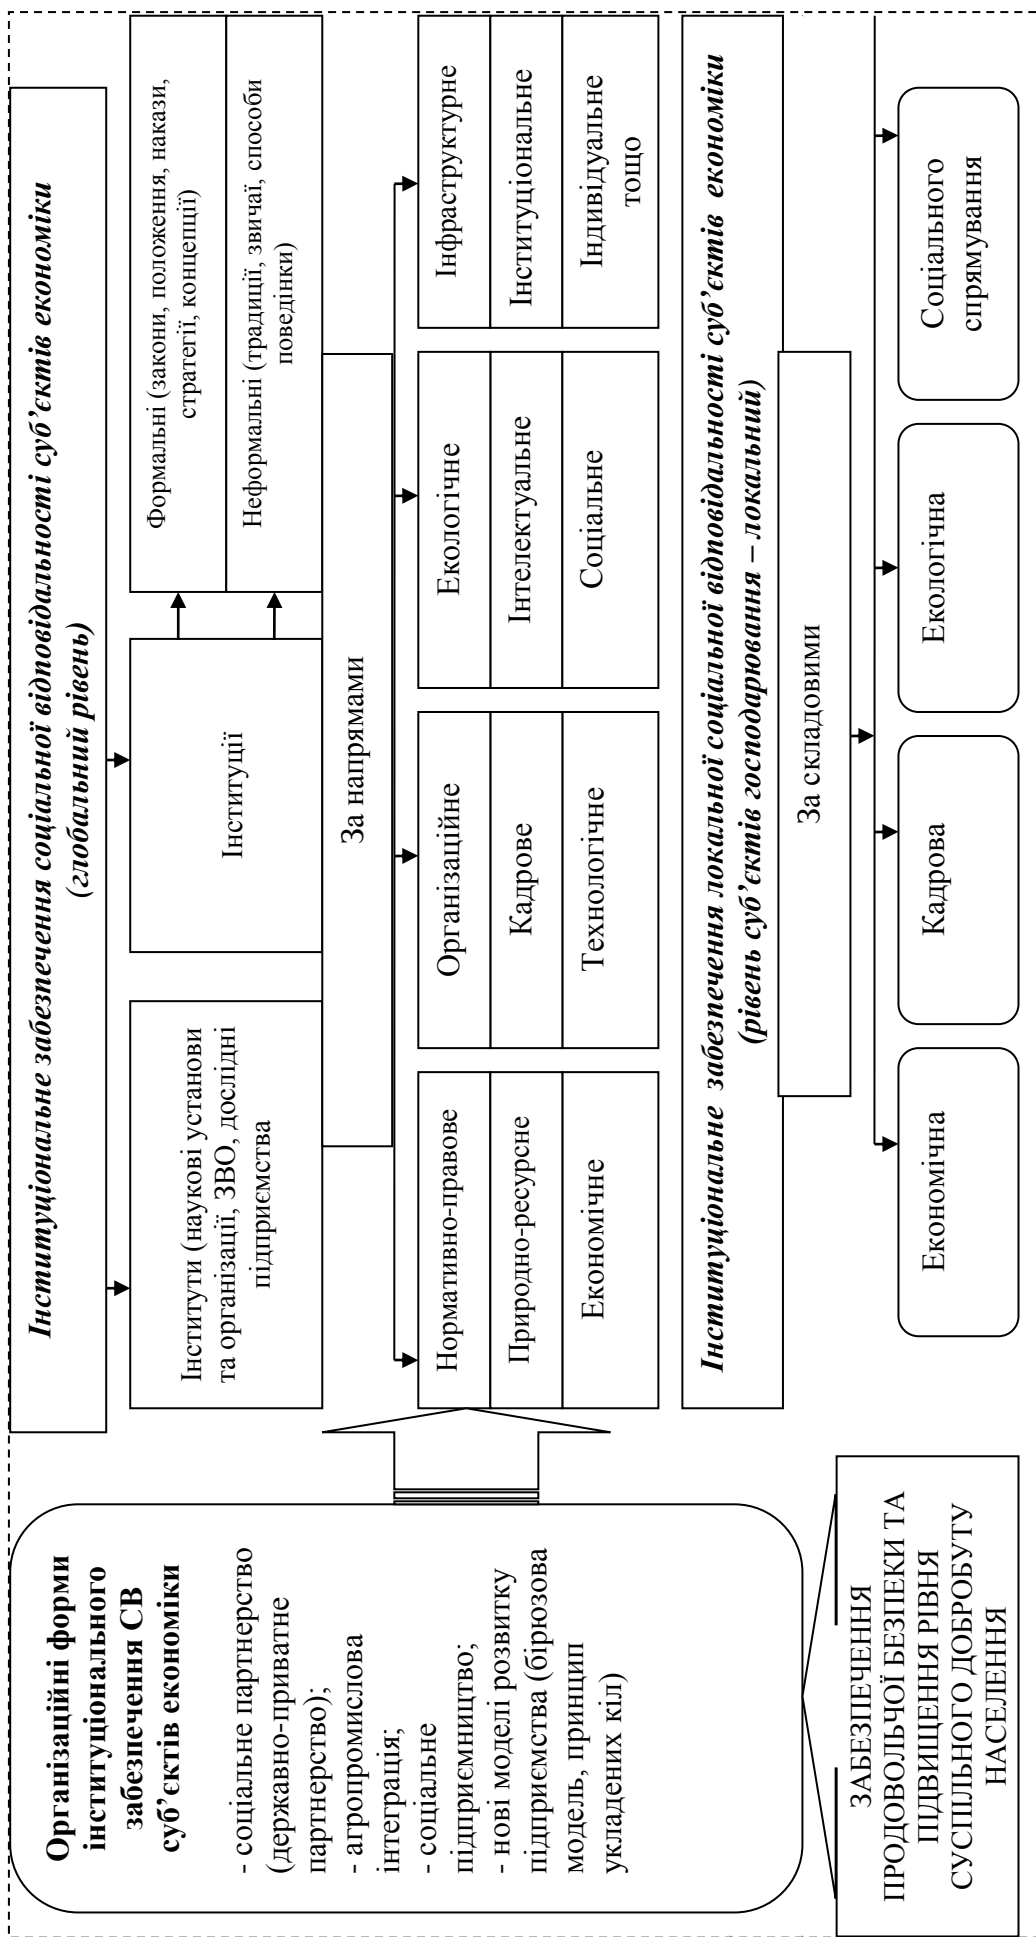 Інституціональне забезпечення соціальної відповідальності суб’єктів економіки
(глобальний рівень)
Інститути (наукові установи
та організації, ЗВО, дослідні
підприємства
Інституції
Формальні (закони, положення, накази,
стратегії, концепції)
Неформальні (традиції, звичаї, способи
поведінки)
За напрямами
Нормативно-правове
Природно-ресурсне
Економічне
Організаційне
Кадрове
Технологічне
Екологічне
Інтелектуальне
Соціальне
Інфраструктурне
Інституціональне
Індивідуальне
тощо
Інституціональне забезпечення локальної соціальної відповідальності суб’єктів економіки
(рівень суб’єктів господарювання – локальний)
За складовими
Економічна
Кадрова
Екологічна
Соціального
спрямування
Організаційні форми
інституціонального
забезпечення СВ
суб’єктів економіки
- соціальне партнерство
(державно-приватне
партнерство);
- агропромислова
інтеграція;
- соціальне
підприємництво;
- нові моделі розвитку
підприємства (бірюзова
модель, принцип
укладених кіл)
ЗАБЕЗПЕЧЕННЯ
ПРОДОВОЛЬЧОЇ БЕЗПЕКИ ТА
ПІДВИЩЕННЯ РІВНЯ
СУСПІЛЬНОГО ДОБРОБУТУ
НАСЕЛЕННЯ